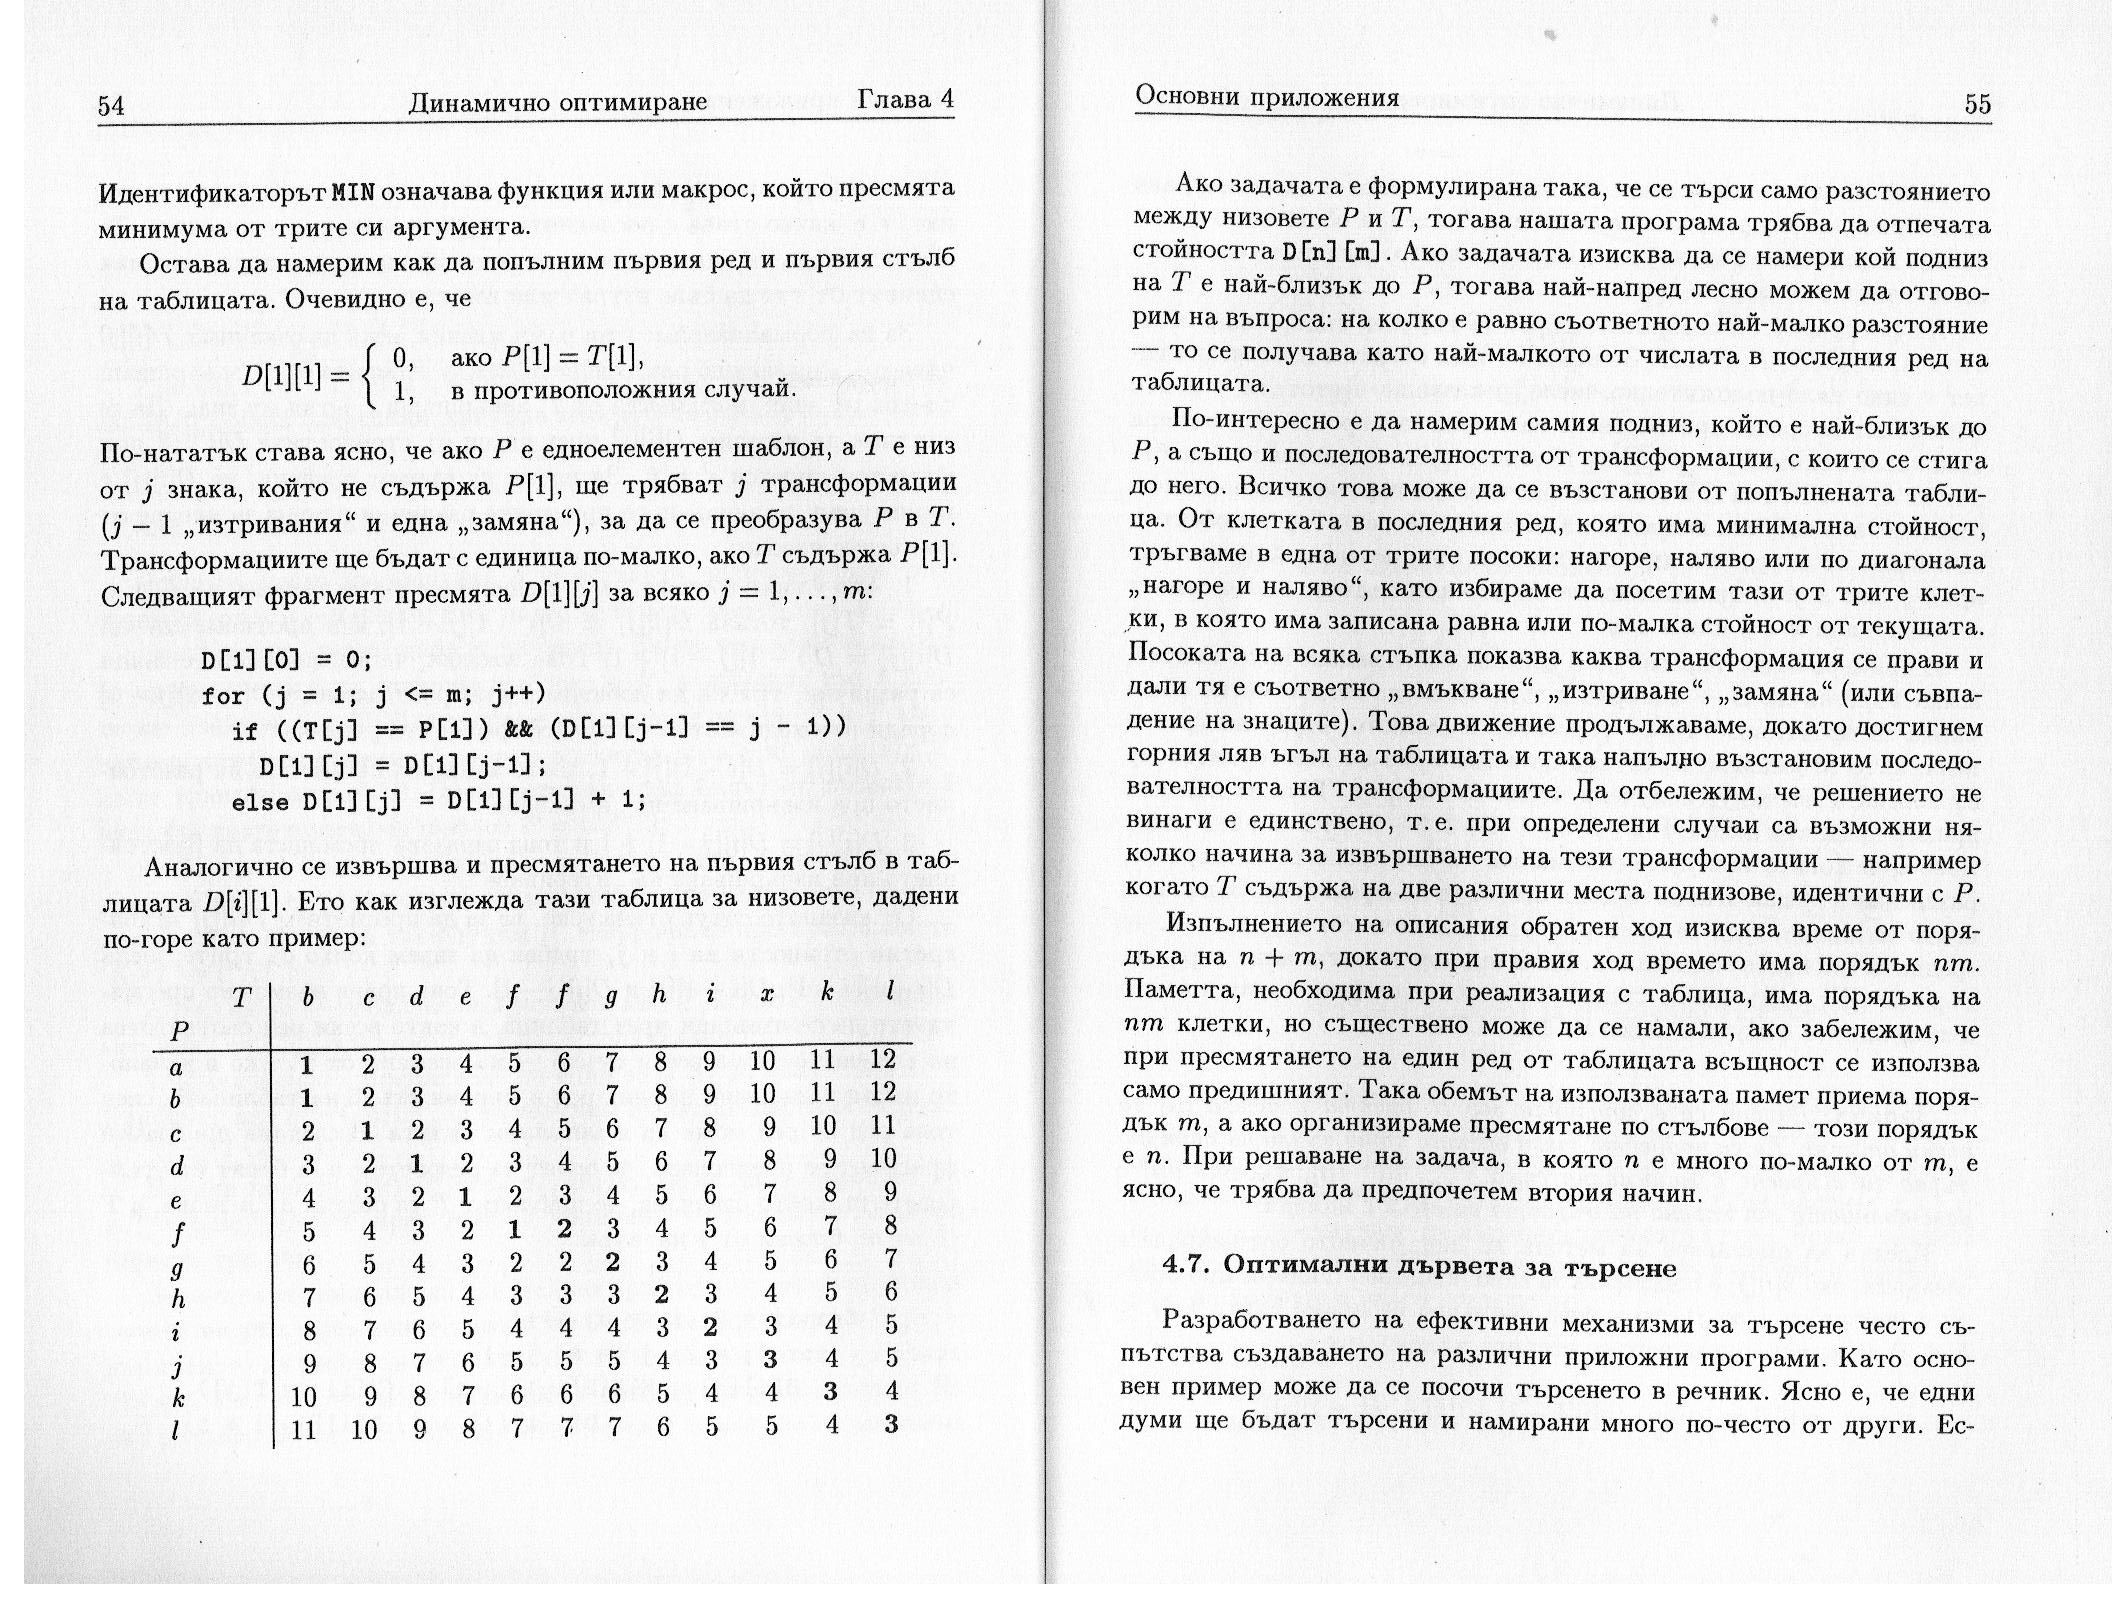 54 Динамично оптимиране Глава 4
Идентификаторът MIN означава функция или макрос, който пресмята
минимума от трите си аргумента.
Остава да намерим как да попълним първия ред и първия стълб
на таблицата. Очевидно е, че
D[1][1] = { 0, ако P[1] = T[1],
1, в противоположния случай.
По-нататък става ясно, че ако P е едноелементен шаблон, а T е низ
от j знака, който не съдържа P[1], ще трябват j трансформации
(j − 1 „изтривания“ и една „замяна“), за да се преобразува P в T.
Трансформациите ще бъдат с единица по-малко, ако T съдържа P[1].
Следващият фрагмент пресмята D[1][j] за всяко j = 1, . . . , m:
D[1][0] = 0;
for (j = 1; j <= m; j++)
if ((T[j] == P[1]) && (D[1][j-1] == j - 1))
D[1][j] = D[1][j-1];
else D[1][j] = D[1][j-1] + 1;
Аналогично се извършва и пресмятането на първия стълб в таб-
лицата D[i][1]. Ето как изглежда тази таблица за низовете, дадени
по-горе като пример:
T b c d e f f g h i x k l
P
a 1 2 3 4 5 6 7 8 9 10 11 12
b 1 2 3 4 5 6 7 8 9 10 11 12
c 2 1 2 3 4 5 6 7 8 9 10 11
d 3 2 1 2 3 4 5 6 7 8 9 10
e 4 3 2 1 2 3 4 5 6 7 8 9
f 5 4 3 2 1 2 3 4 5 6 7 8
g 6 5 4 3 2 2 2 3 4 5 6 7
h 7 6 5 4 3 3 3 2 3 4 5 6
i 8 7 6 5 4 4 4 3 2 3 4 5
j 9 8 7 6 5 5 5 4 3 3 4 5
k 10 9 8 7 6 6 6 5 4 4 3 4
l 11 10 9 8 7 7 7 6 5 5 4 3
Основни приложения 55
Ако задачата е формулирана така, че се търси само разстоянието
между низовете P и T, тогава нашата програма трябва да отпечата
стойността D[n][m]. Ако задачата изисква да се намери кой подниз
на T е най-близък до P, тогава най-напред лесно можем да отгово-
рим на въпроса: на колко е равно съответното най-малко разстояние
— то се получава като най-малкото от числата в последния ред на
таблицата.
По-интересно е да намерим самия подниз, който е най-близък до
P, а също и последователността от трансформации, с които се стига
до него. Всичко това може да се възстанови от попълнената табли-
ца. От клетката в последния ред, която има минимална стойност,
тръгваме в една от трите посоки: нагоре, наляво или по диагонала
„нагоре и наляво“, като избираме да посетим тази от трите клет-
ки, в която има записана равна или по-малка стойност от текущата.
Посоката на всяка стъпка показва каква трансформация се прави и
дали тя е съответно „вмъкване“, „изтриване“, „замяна“ (или съвпа-
дение на знаците). Това движение продължаваме, докато достигнем
горния ляв ъгъл на таблицата и така напълно възстановим последо-
вателността на трансформациите. Да отбележим, че решението не
винаги е единствено, т. е. при определени случаи са възможни ня-
колко начина за извършването на тези трансформации — например
когато T съдържа на две различни места поднизове, идентични с P.
Изпълнението на описания обратен ход изисква време от поря-
дъка на n + m, докато при правия ход времето има порядък nm.
Паметта, необходима при реализация с таблица, има порядъка на
nm клетки, но съществено може да се намали, ако забележим, че
при пресмятането на един ред от таблицата всъщност се използва
само предишният. Така обемът на използваната памет приема поря-
дък m, а ако организираме пресмятане по стълбове — този порядък
е n. При решаване на задача, в която n е много по-малко от m, е
ясно, че трябва да предпочетем втория начин.
4.7. Оптимални дървета за търсене
Разработването на ефективни механизми за търсене често съ-
пътства създаването на различни приложни програми. Като осно-
вен пример може да се посочи търсенето в речник. Ясно е, че едни
думи ще бъдат търсени и намирани много по-често от други. Ес-